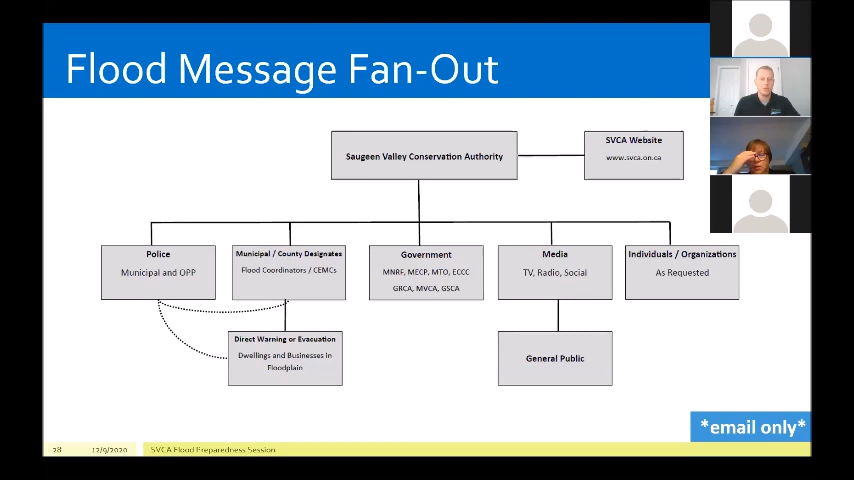 Flood Message Fan-Out
Saugeen Valley Conservation Authority
SVCA Website
www.svca.on.ca
Police
Municipal and OPP
Municipal / County Designates
Flood Coordinators / CEMCs
Government
MNRF, MECP, MTO, ECCC
GRCA, MVCA, GSCA
Media
TV, Radio, Social
Individuals / Organizations
As Requested
Direct Warning or Evacuation
Dwellings and Businesses in
Floodplain
General Public
*email only*
28 12/9/2020 SVCA Flood Preparedness Session